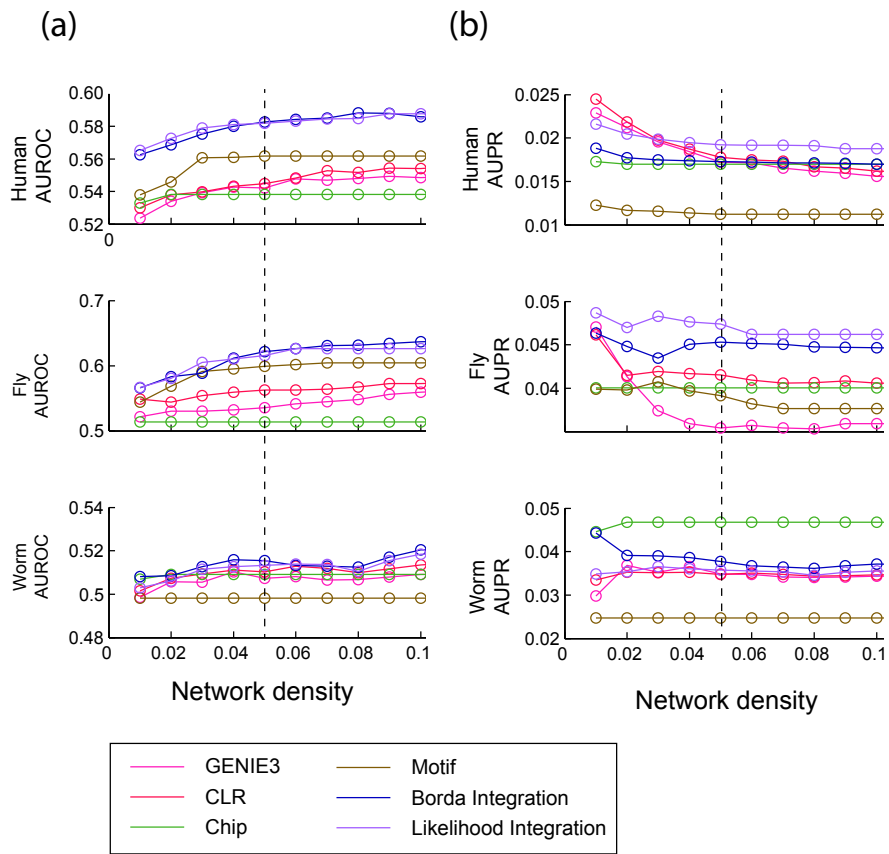 (a)
(b)
0.60
0.58
0.56
0.54
0.52
0
Human
AUROC
0.025
0.02
0.015
0.01
Human
AUPR
0.7
0.6
0.5
Fly
AUROC
0.05
0.045
0.04
Fly
AUPR
0.54
0.52
0.5
0.48
Worm
AUROC
0 0.02 0.04 0.06 0.08 0.1
Network density
0.05
0.04
0.03
0.02
Worm
AUPR
0 0.02 0.04 0.06 0.08 0.1
Network density
GENIE3
CLR
Chip
Motif
Borda Integration
Likelihood Integration